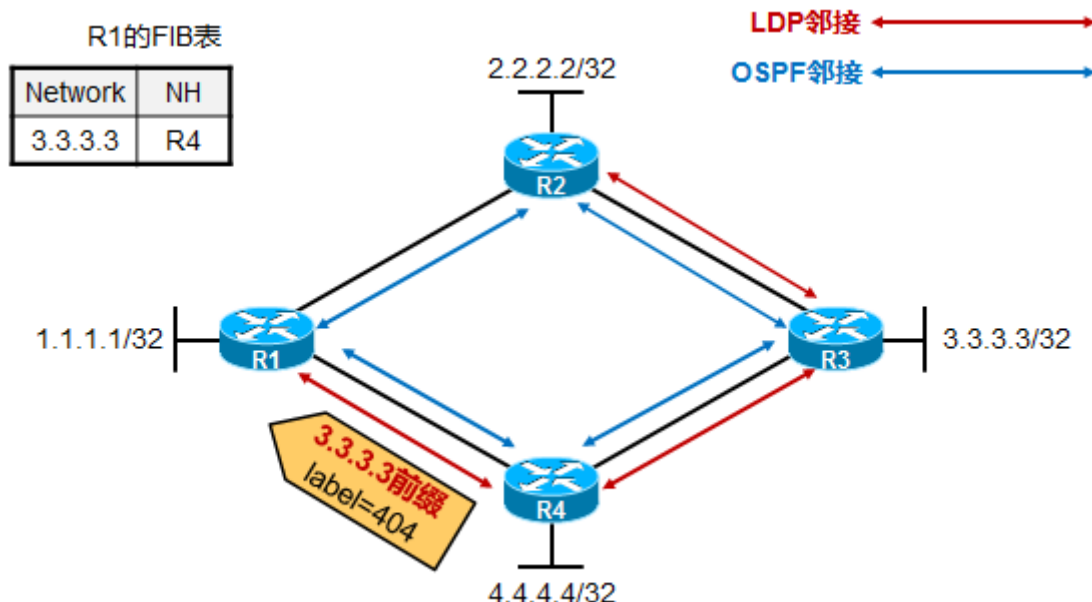 R1的FIB表
Network NH
3.3.3.3 R4
LDP邻接
OSPF邻接
2.2.2.2/32
R2
1.1.1.1/32
R1
R3
3.3.3.3/32
3.3.3.3前缀
label=404
R4
4.4.4.4/32